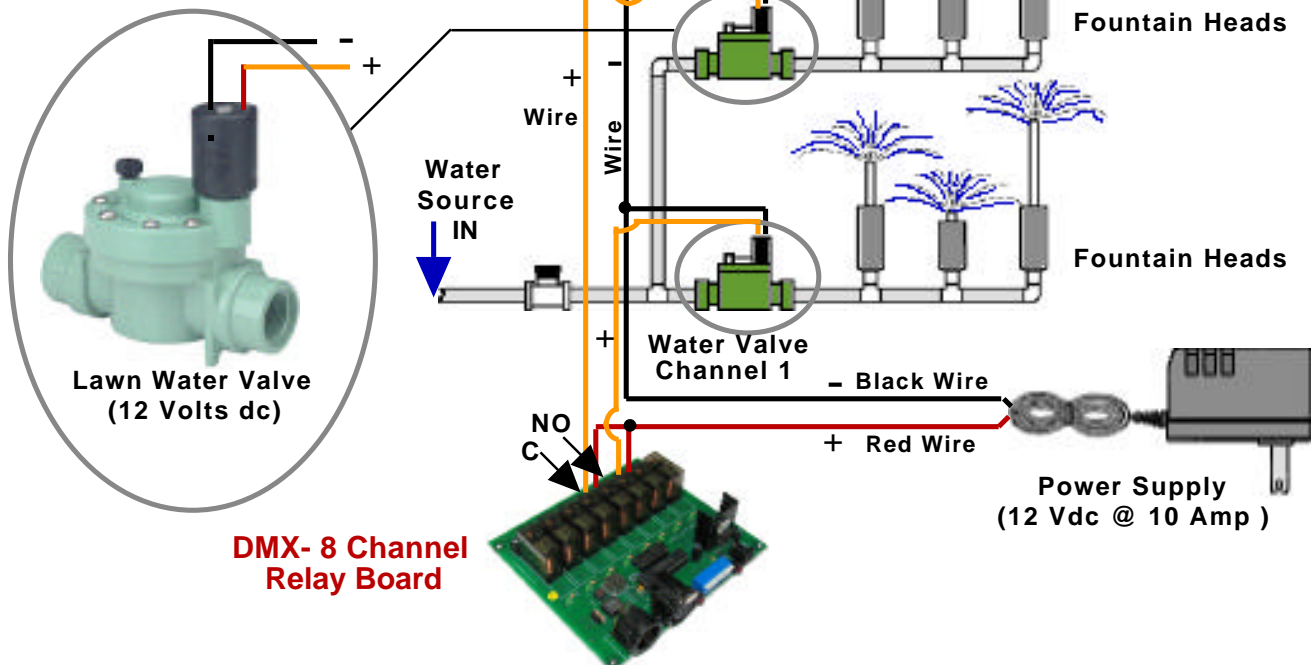 Fountain Heads
-
+
+
-
Wire
Wire
Water
Source
IN
Fountain Heads
+
Water Valve
Channel 1
Lawn Water Valve
(12 Volts dc)
- Black Wire
NO
C
+ Red Wire
Power Supply
(12 Vdc @ 10 Amp )
DMX- 8 Channel
Relay Board